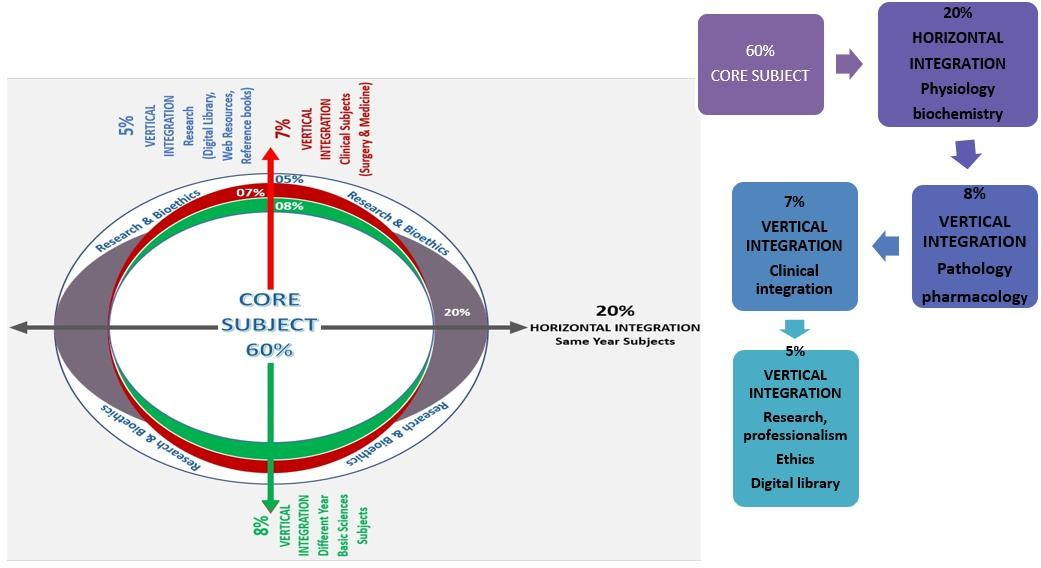 5%
VERTICAL
INTEGRATION
Research
(Digital Library,
Web Resources,
Reference books)
7%
VERTICAL
INTEGRATION
Clinical Subjects
(Surgery & Medicine)
05%
07%
08%
Research & Bioethics
Research & Bioethics
CORE
SUBJECT
60%
20%
20%
HORIZONTAL INTEGRATION
Same Year Subjects
Research & Bioethics
Research & Bioethics
8%
VERTICAL
INTEGRATION
Different Year
Basic Sciences
Subjects
60%
CORE SUBJECT
20%
HORIZONTAL
INTEGRATION
Physiology
biochemistry
8%
VERTICAL
INTEGRATION
Pathology
pharmacology
7%
VERTICAL
INTEGRATION
Clinical
integration
5%
VERTICAL
INTEGRATION
Research,
professionalism
Ethics
Digital library